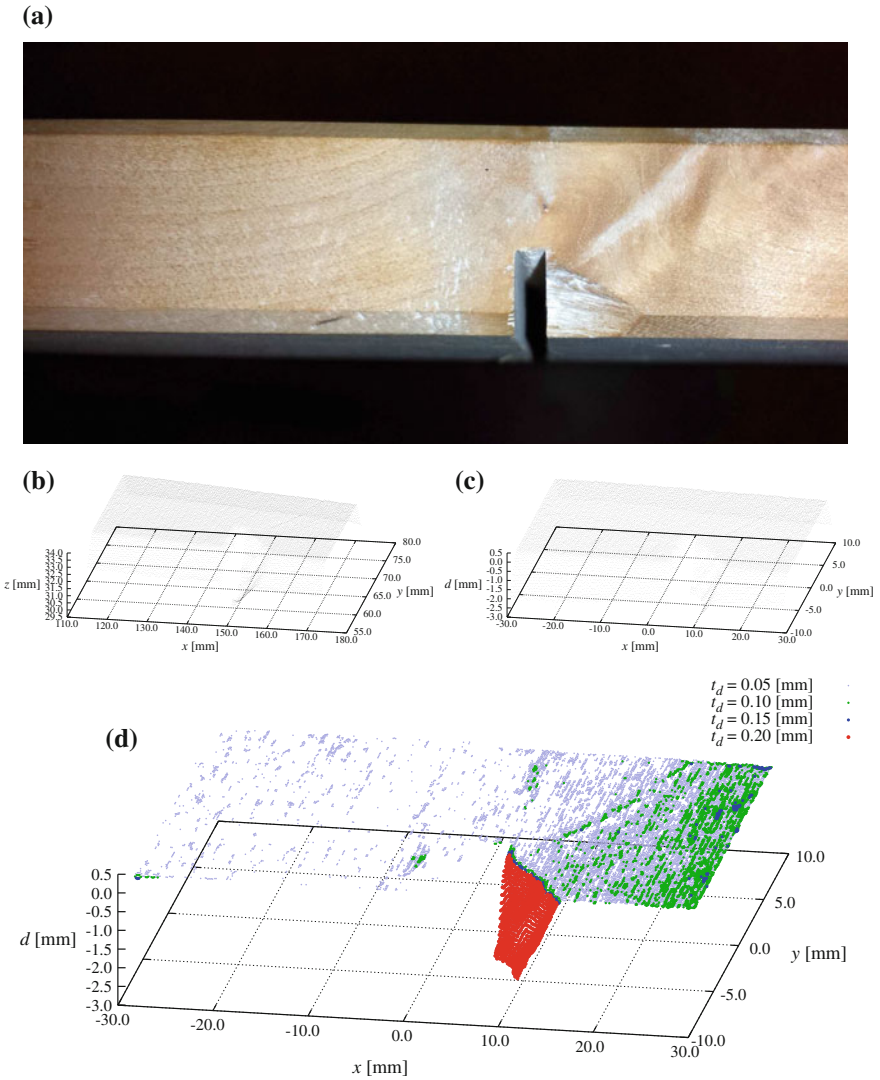 (a)
(b)
34.0
33.5
33.0
32.5
32.0
31.5
31.0
30.5
30.0
29.5
z [mm]
110.0 120.0 130.0 140.0 150.0 160.0 170.0 180.0
x [mm]
80.0
75.0
70.0
65.0
60.0
55.0
y [mm]
(c)
0.5
0.0
-0.5
-1.0
-1.5
-2.0
-2.5
-3.0
d [mm]
-30.0 -20.0 -10.0 0.0 10.0 20.0 30.0
x [mm]
10.0
5.0
0.0
-5.0
-10.0
y [mm]
t_d = 0.05 [mm]
t_d = 0.10 [mm]
t_d = 0.15 [mm]
t_d = 0.20 [mm]
(d)
0.5
0.0
-0.5
-1.0
-1.5
-2.0
-2.5
-3.0
d [mm]
-30.0 -20.0 -10.0 0.0 10.0 20.0 30.0
x [mm]
10.0
5.0
0.0
-5.0
-10.0
y [mm]